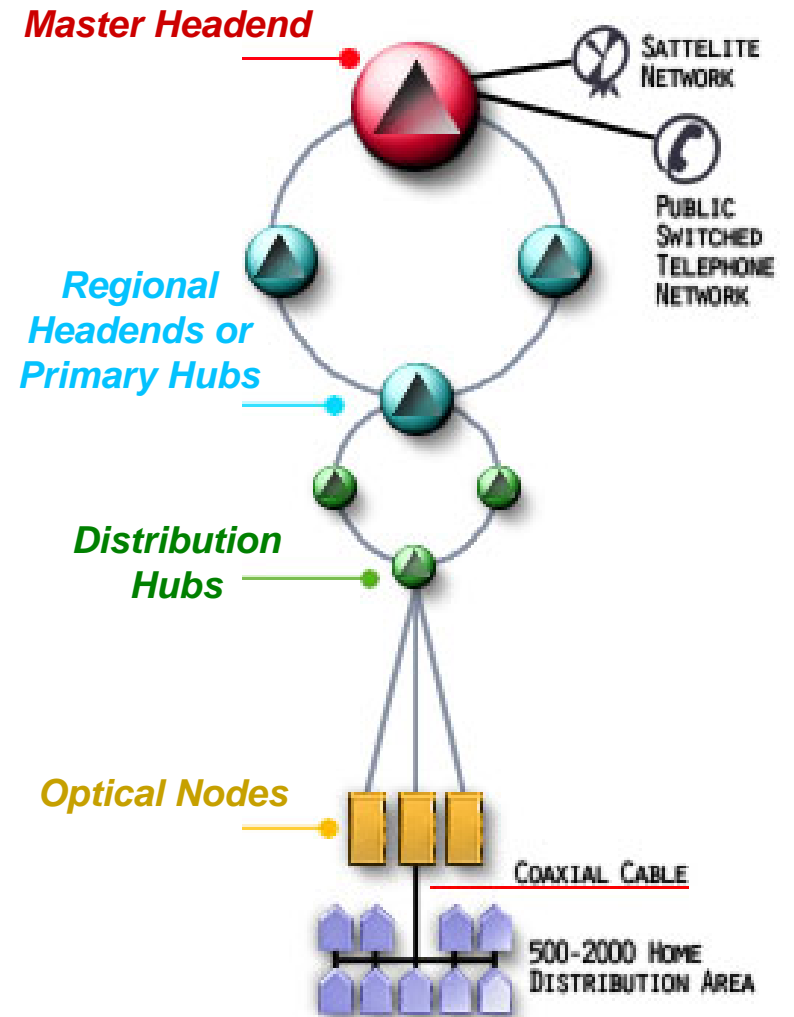 Master Headend
SATTELITE
NETWORK
PUBLIC
SWITCHED
TELEPHONE
NETWORK
Regional
Headends or
Primary Hubs
Distribution
Hubs
Optical Nodes
COAXIAL CABLE
500-2000 HOME
DISTRIBUTION AREA